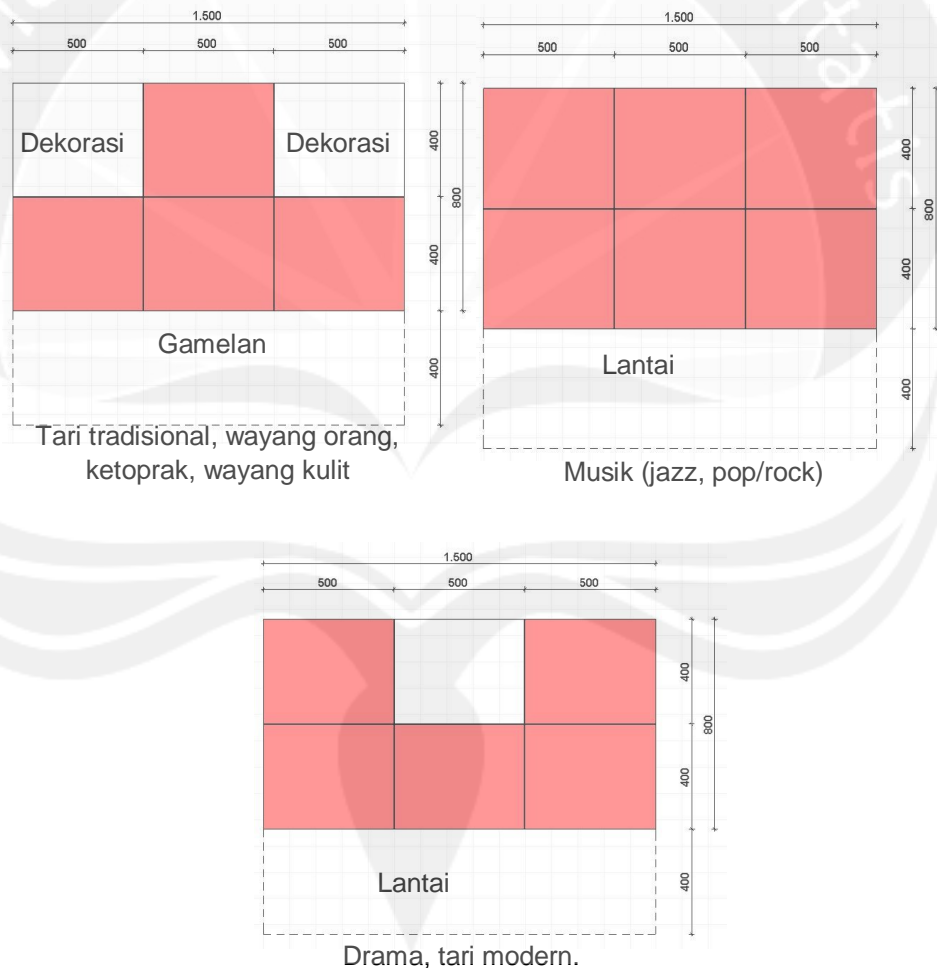 1.500
500 500 500
Dekorasi
Dekorasi
400
800
400
Gamelan
400
Tari tradisional, wayang orang,
ketoprak, wayang kulit
1.500
500 500 500
400
800
400
Lantai
400
Musik (jazz, pop/rock)
1.500
500 500 500
400
800
400
Lantai
400
Drama, tari modern.